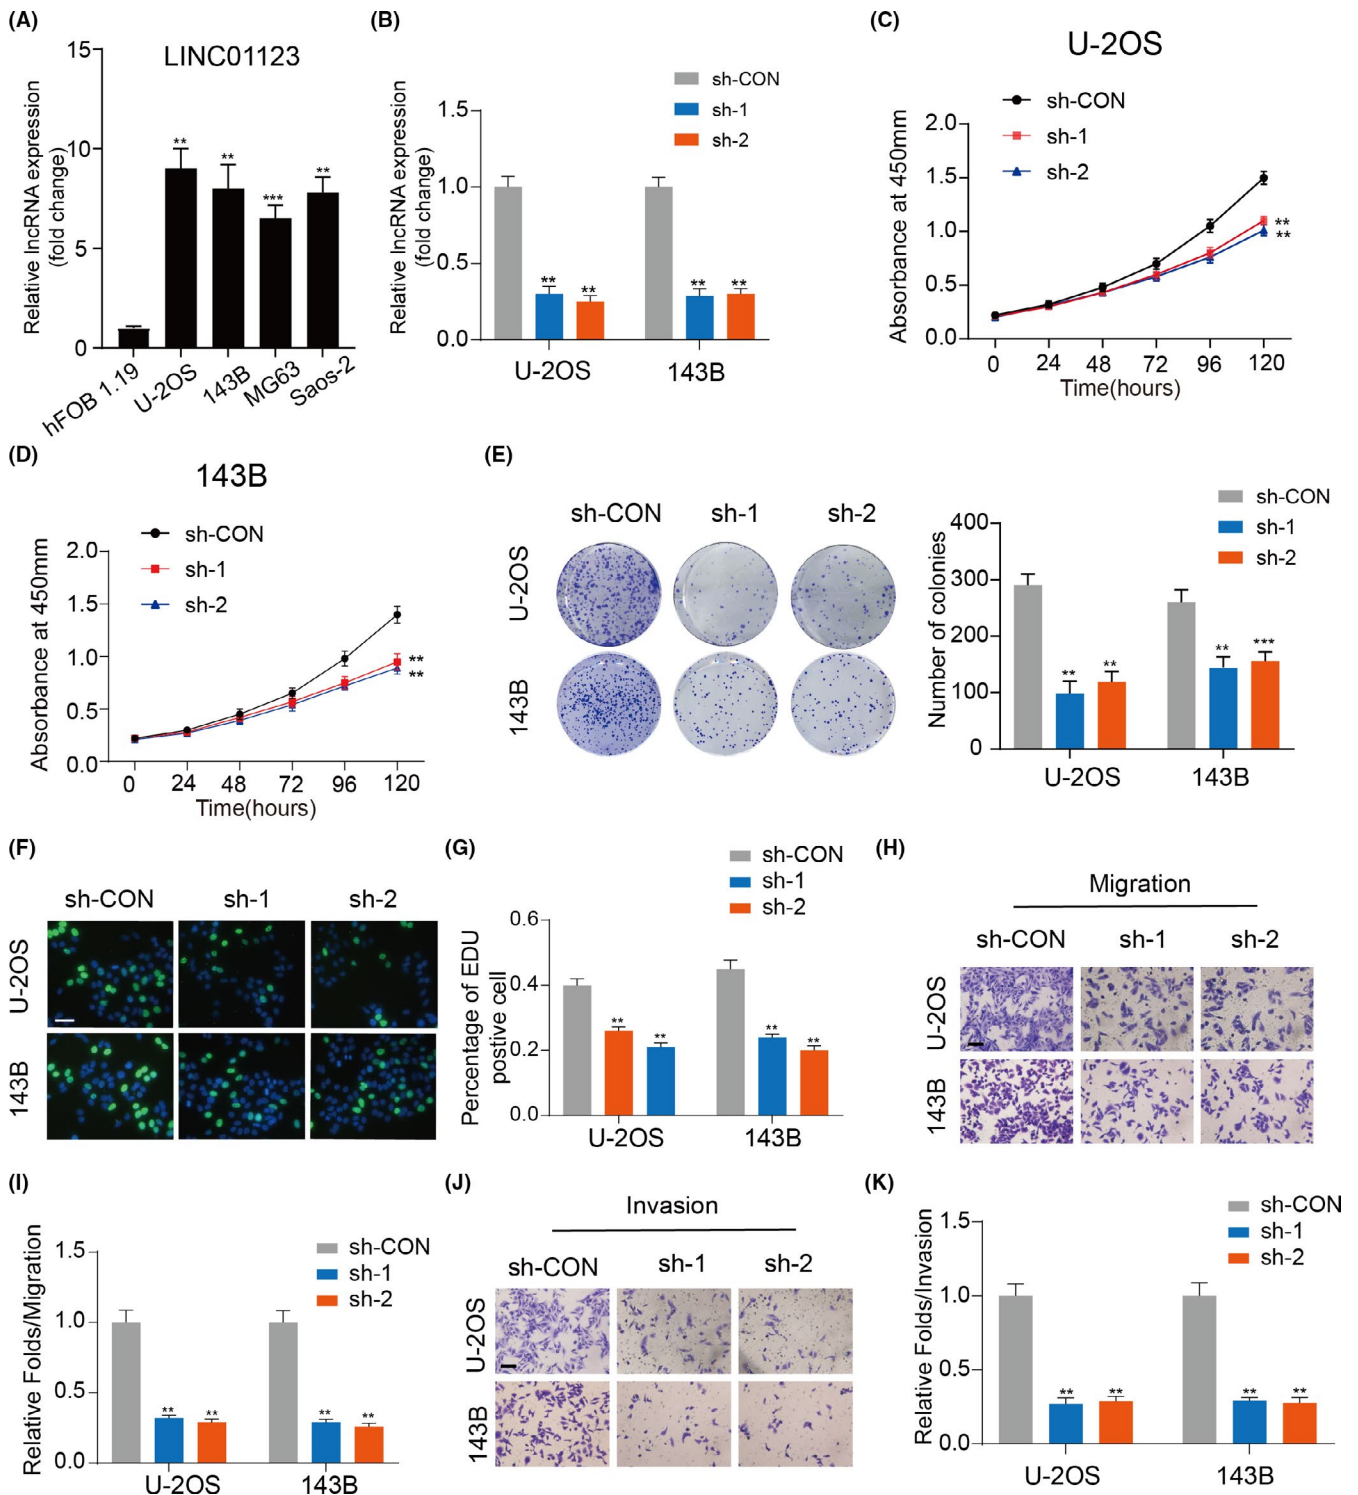 (A)
LINC01123
Relative lncRNA expression
(fold change)
15
10
5
0
**
**
***
**
hFOB 1.19
U-2OS
143B
MG63
Saos-2
(B)
sh-CON
sh-1
sh-2
Relative lncRNA expression
(fold change)
1.5
1.0
0.5
0.0
**
**
**
**
U-2OS
143B
(C)
U-2OS
sh-CON
sh-1
sh-2
Absorbance at 450mm
2.0
1.5
1.0
0.5
0.0
**
**
0 24 48 72 96 120
Time(hours)
(D)
143B
sh-CON
sh-1
sh-2
Absorbance at 450mm
2.0
1.5
1.0
0.5
0.0
**
**
0 24 48 72 96 120
Time(hours)
(E)
sh-CON sh-1 sh-2
U-2OS
143B
sh-CON
sh-1
sh-2
Number of colonies
400
300
200
100
0
**
**
**
***
U-2OS
143B
(F)
sh-CON sh-1 sh-2
U-2OS
143B
(G)
sh-CON
sh-1
sh-2
Percentage of EDU
postive cell
0.6
0.4
0.2
0.0
**
**
**
**
U-2OS
143B
(H)
Migration
sh-CON sh-1 sh-2
U-2OS
143B
(I)
sh-CON
sh-1
sh-2
Relative Folds/Migration
1.5
1.0
0.5
0.0
**
**
**
**
U-2OS
143B
(J)
Invasion
sh-CON sh-1 sh-2
U-2OS
143B
(K)
sh-CON
sh-1
sh-2
Relative Folds/Invasion
1.5
1.0
0.5
0.0
**
**
**
**
U-2OS
143B